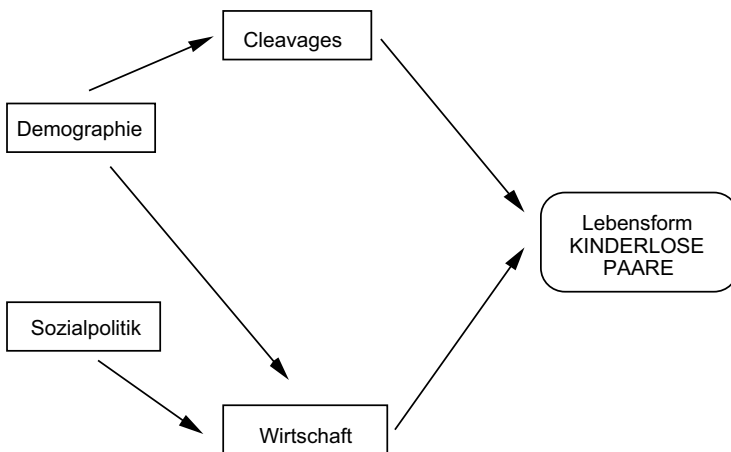 Cleavages
Demographie
Lebensform
KINDERLOSE
PAARE
Sozialpolitik
Wirtschaft